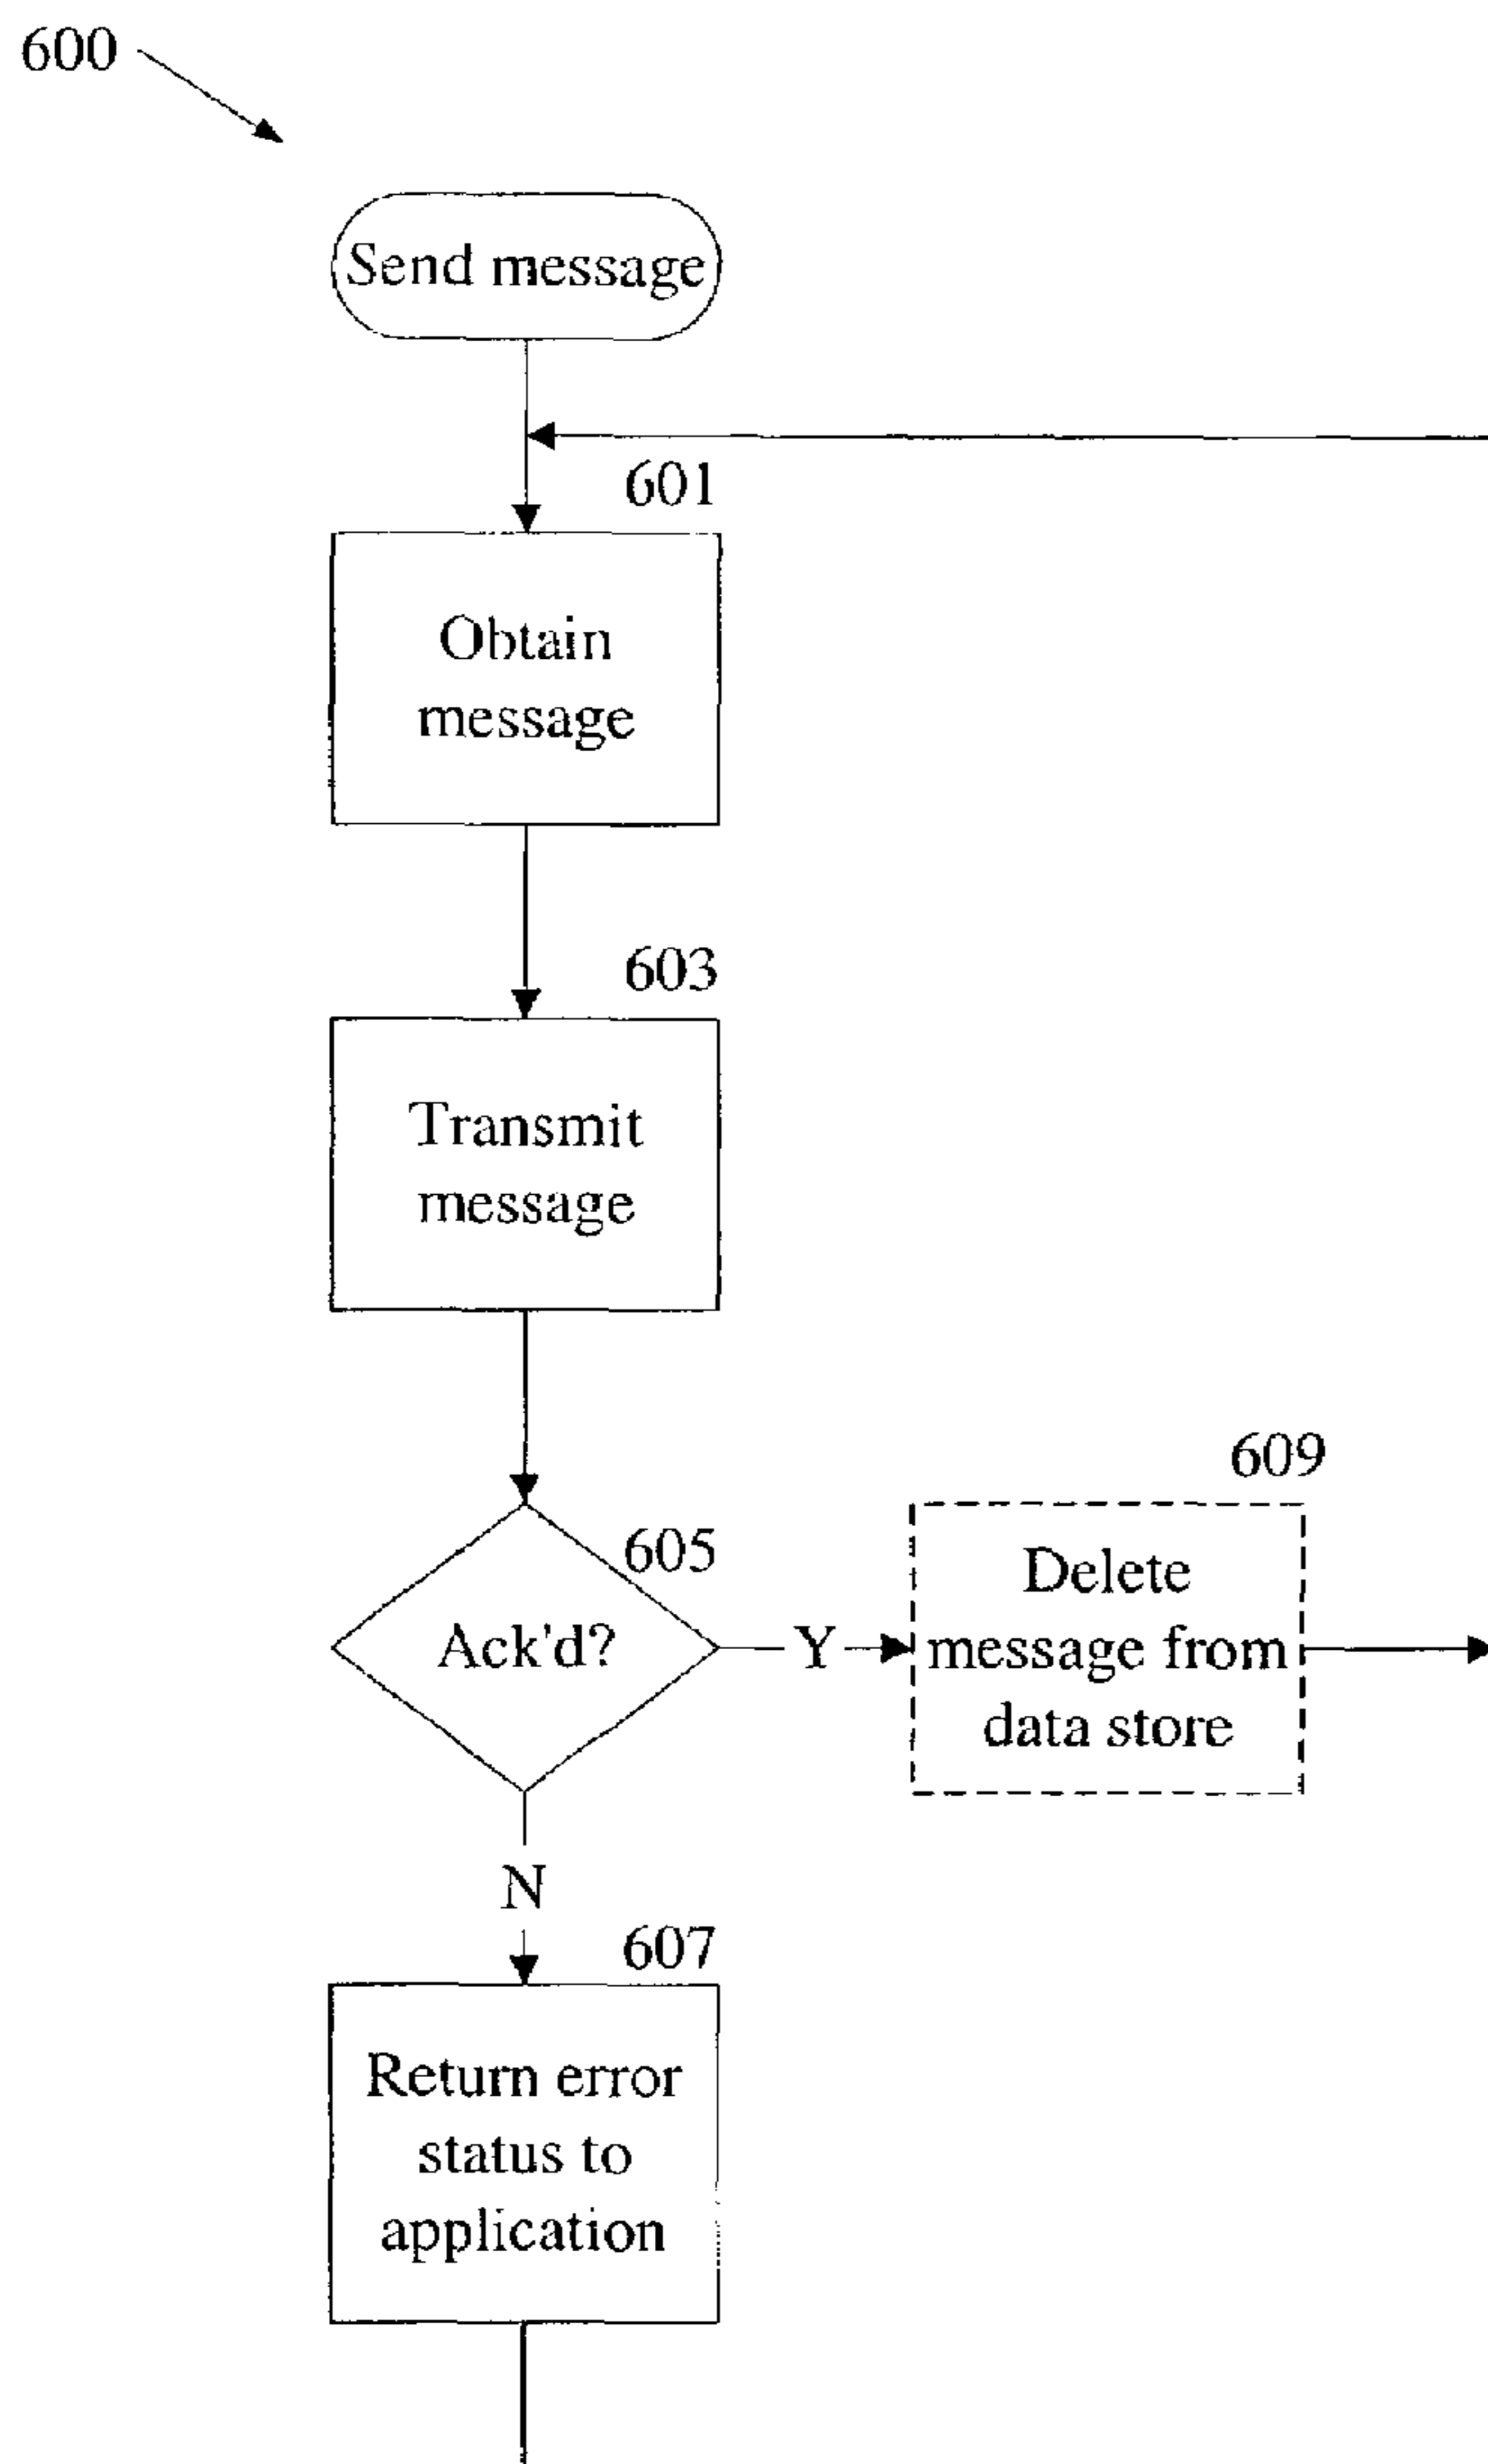 600
Send message
601
Obtain
message
603
Transmit
message
605
Ack'd?
Y
609
Delete
message from
data store
N
607
Return error
status to
application